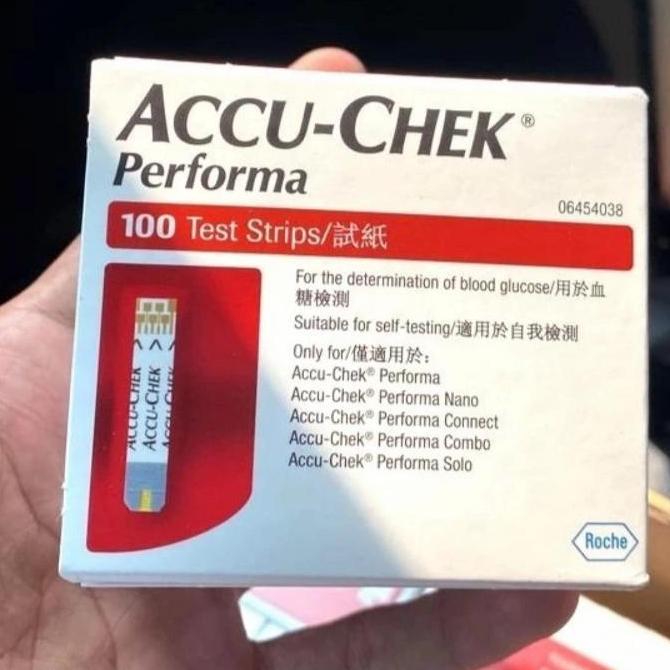 ACCU-CHEK®
Performa
06454038
100 Test Strips/試紙
For the determination of blood glucose/用於血
糖檢測
Suitable for self-testing/適用於自我檢測
Only for/僅適用於：
Accu-Chek® Performa
Accu-Chek® Performa Nano
Accu-Chek® Performa Connect
Accu-Chek® Performa Combo
Accu-Chek® Performa Solo
ACCU-CHEK >
ACCU-CHEK >
ACCU-CHEK >
Roche